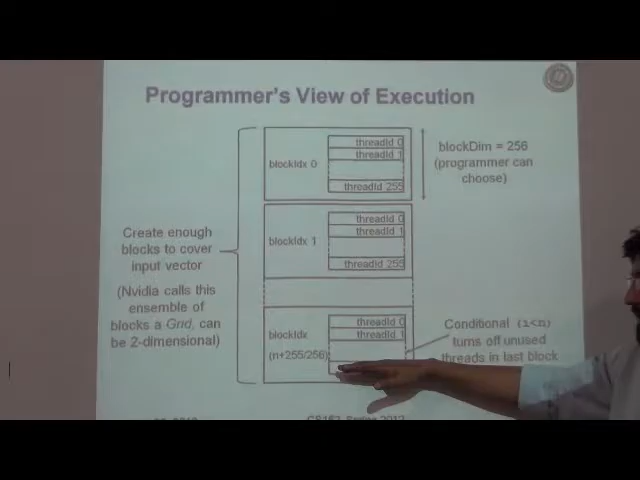 Programmer's View of Execution
threadId 0
threadId 1
blockIdx 0
threadId 255
blockDim = 256
(programmer can
choose)
threadId 0
threadId 1
blockIdx 1
threadId 255
Create enough
blocks to cover
input vector
(Nvidia calls this
ensemble of
blocks a Grid, can
be 2-dimensional)
threadId 0
threadId 1
blockIdx
(n+255/256)
Conditional (i<n)
turns off unused
threads in last block
2012